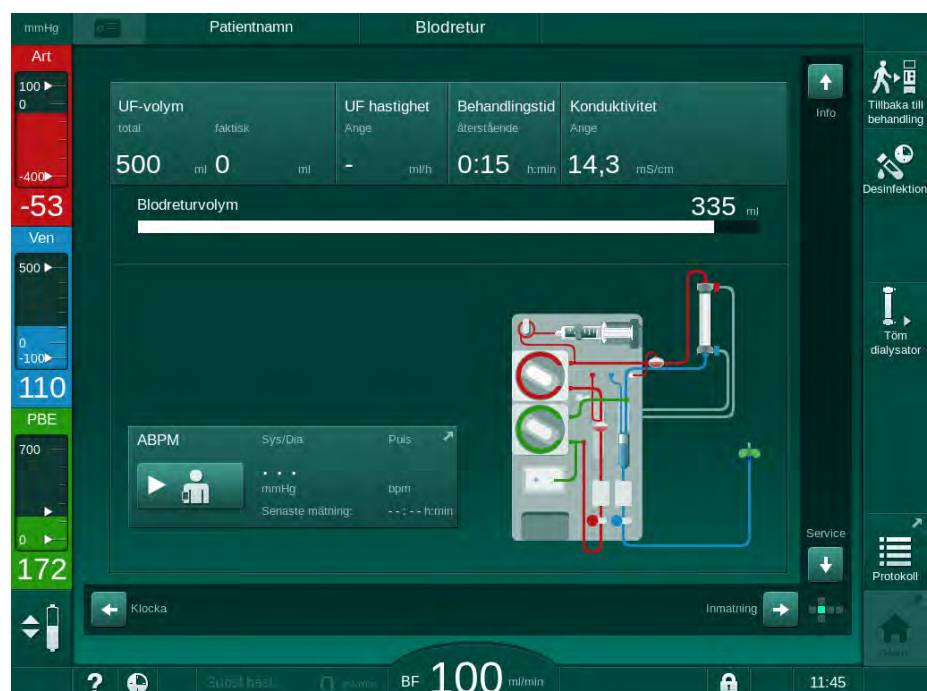 mmHg Patientnamn Blodretur
Art
100
0
-400
-53
Ven
500
0
-100
110
PBE
700
0
172
UF-volym UF hastighet Behandlingstid Konduktivitet
total faktisk Ange återstående Ange
500 ml 0 ml - ml/h 0:15 h:min 14,3 mS/cm
Blodreturvolym 335 ml
ABPM Sys/Dia Puls
. . .
mmHg bpm
Senaste mätning: --:-- h:min
Info
Service
Klocka Inmatning
Tillbaka till
behandling
Desinfektion
Töm
dialysator
Protokoll
? BF 100 ml/min 11:45